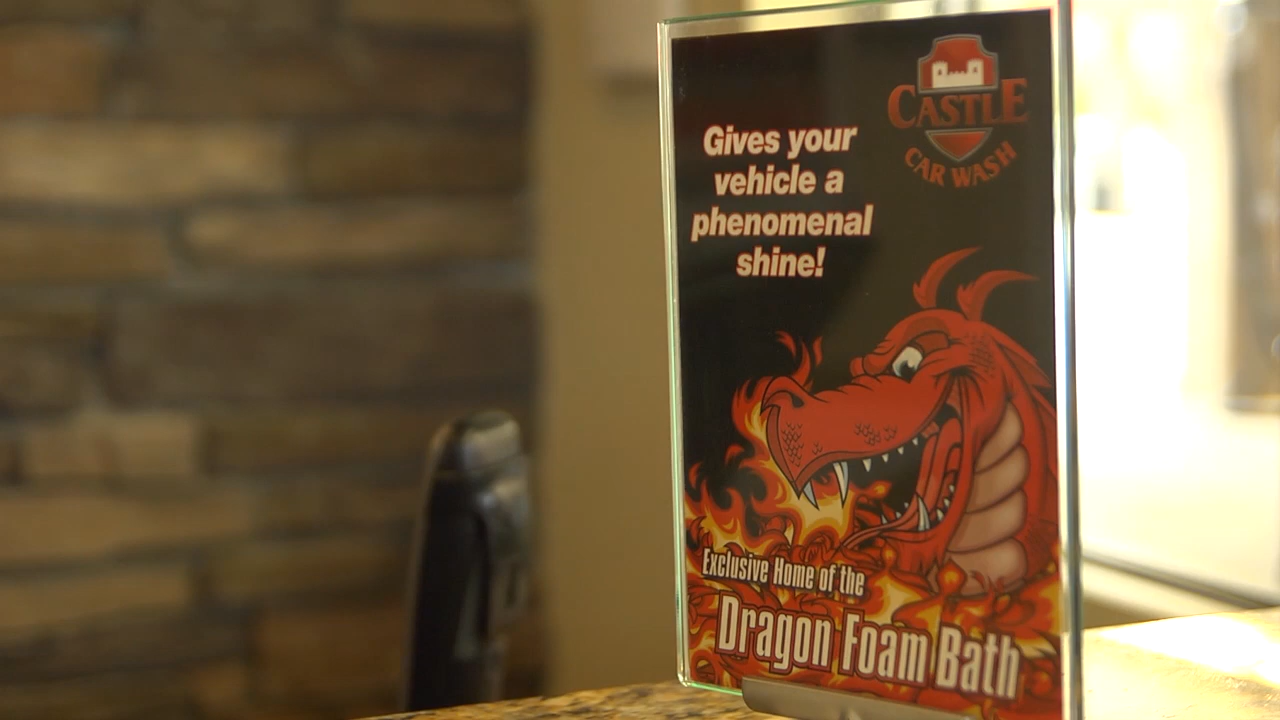 CASTLE
CAR WASH
Gives your
vehicle a
phenomenal
shine!
Exclusive Home of the
Dragon Foam Bath